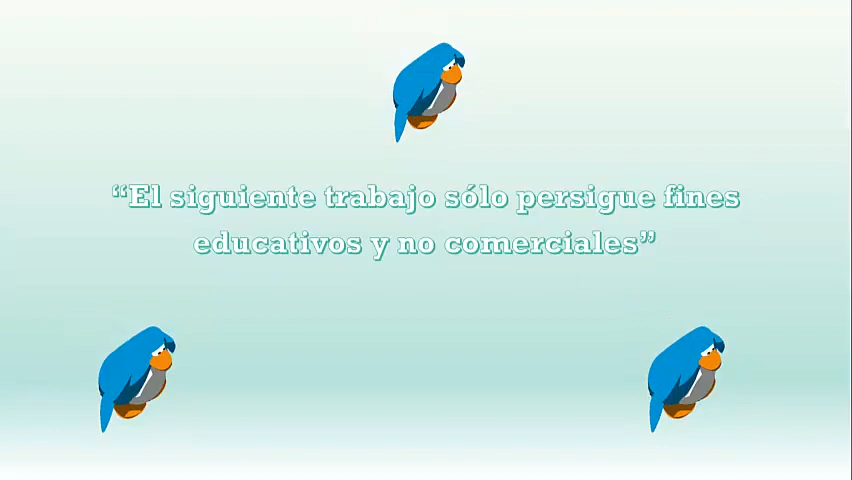 “El siguiente trabajo sólo persigue fines
educativos y no comerciales”